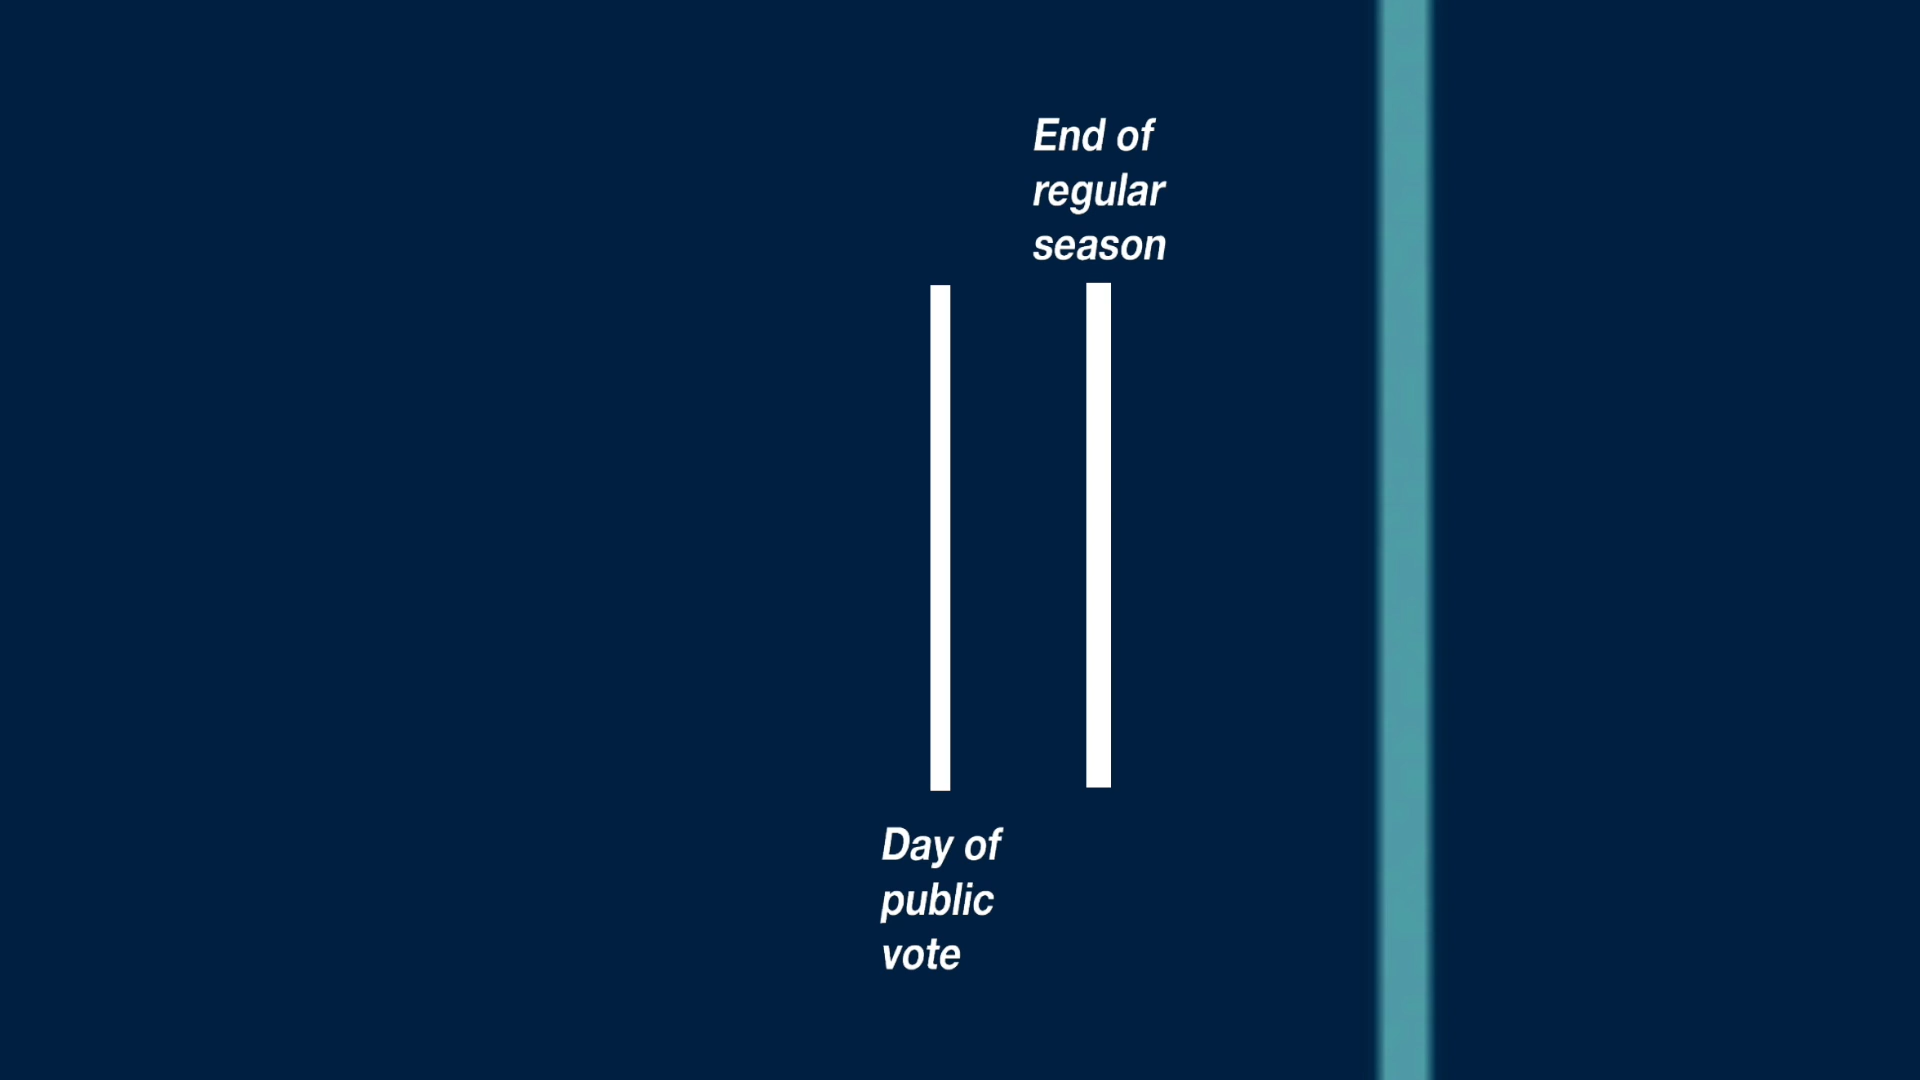 End of
regular
season
Day of
public
vote